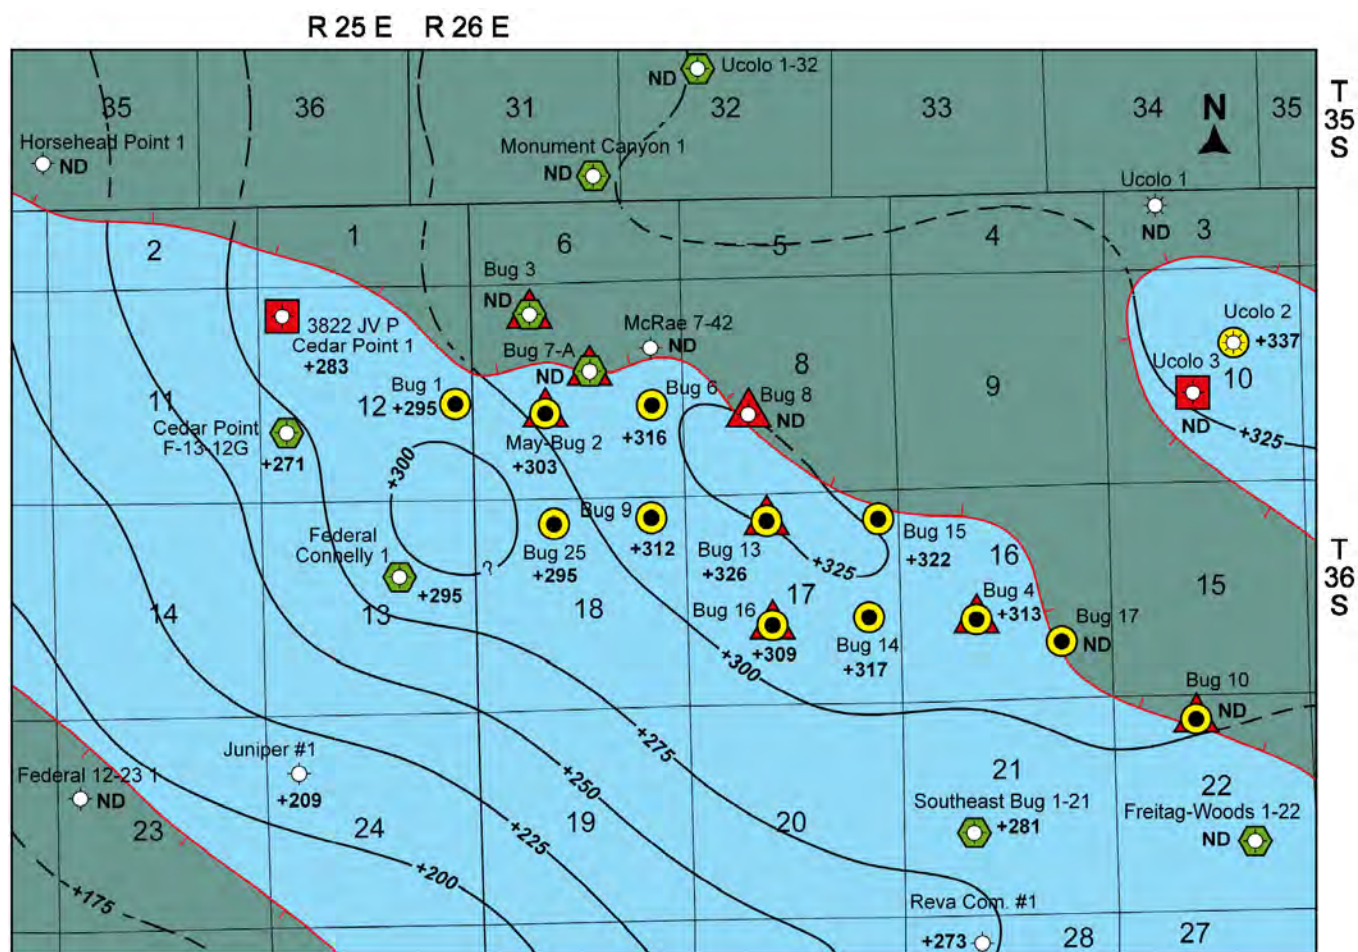 R 25 E R 26 E
T
35
S
35
36
31
32
33
34
35
N
ND Ucolo 1-32
Horsehead Point 1
ND
Monument Canyon 1
ND
Ucolo 1
ND
2
1
6
5
4
3
Bug 3
ND
3822 JV P
Cedar Point 1
+283
McRae 7-42
ND
Bug 7-A
ND
8
9
Ucolo 2
+337
Ucolo 3
ND
10
+325
11
12
Bug 1
+295
Bug 6
+316
Bug 8
ND
Cedar Point
F-13-12G
+271
May-Bug 2
+303
+300
Federal
Connelly 1
+295
?
Bug 25
+295
Bug 9
+312
Bug 13
+326
+325
Bug 15
+322
16
T
36
S
14
13
18
17
15
Bug 16
+309
Bug 14
+317
Bug 4
+313
Bug 17
ND
+300
Bug 10
ND
Juniper #1
+209
+275
Federal 12-23 1
ND
+250
21
22
Southeast Bug 1-21
+281
Freitag-Woods 1-22
ND
23
24
19
20
+225
+200
+175
Reva Com. #1
+273
28
27